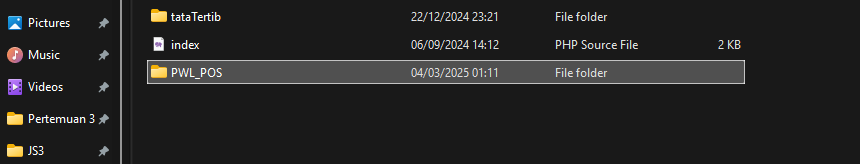 Pictures
Music
Videos
Pertemuan 3
JS3
tataTertib 22/12/2024 23:21 File folder
index 06/09/2024 14:12 PHP Source File 2 KB
PWL_POS 04/03/2025 01:11 File folder